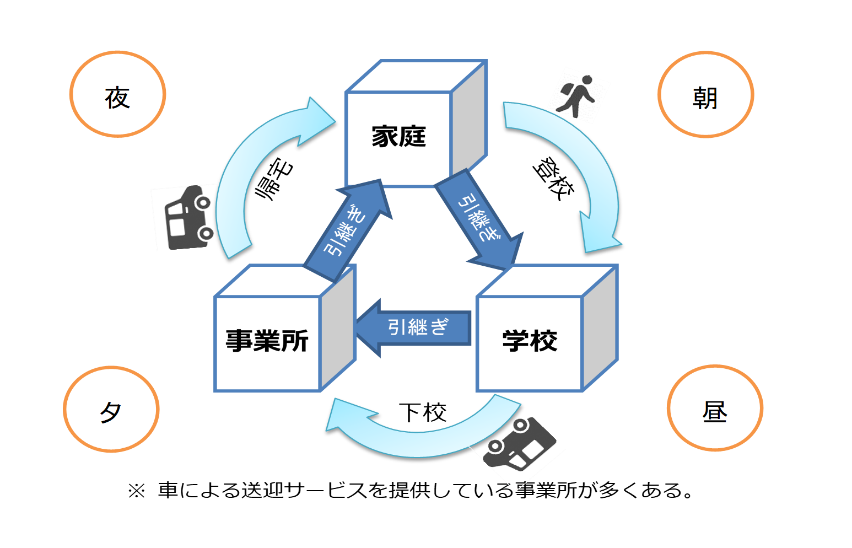 夜
朝
家庭
帰宅
登校
引継ぎ
引継ぎ
事業所
引継ぎ
学校
夕
下校
昼
※ 車による送迎サービスを提供している事業所が多くある。